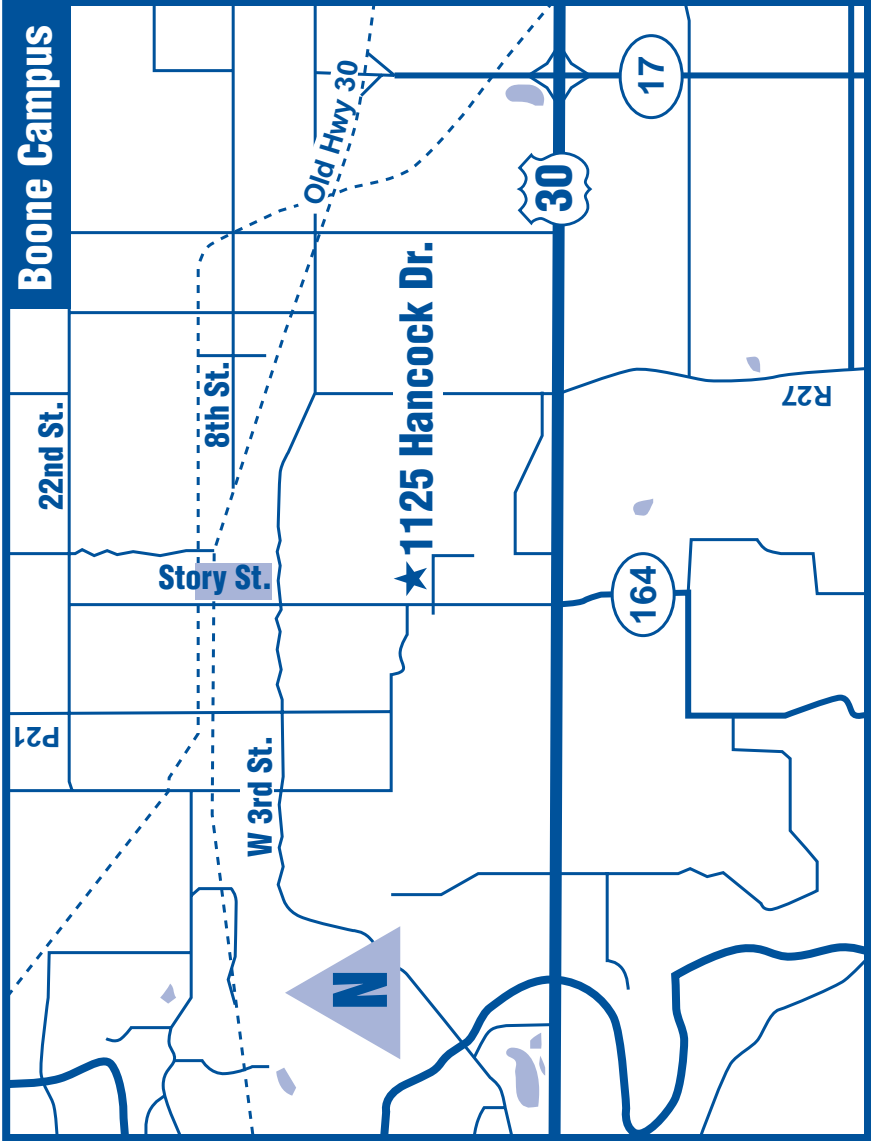 Boone Campus
22nd St.
8th St.
Old Hwy 30
Story St.
P21
W 3rd St.
1125 Hancock Dr.
30
17
R27
164
N